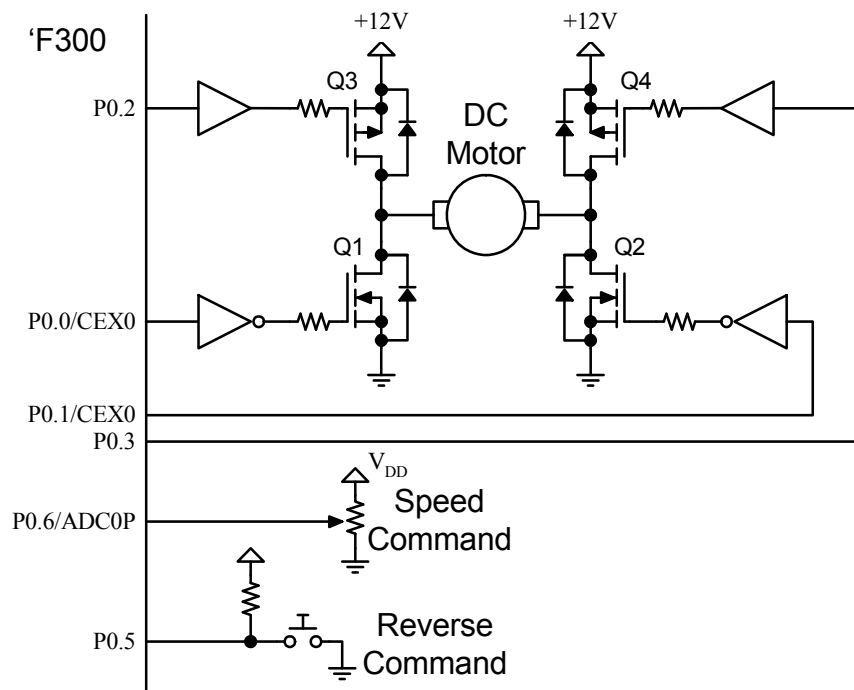 ‘F300
+12V
+12V
Q3
Q4
P0.2
DC
Motor
Q1
Q2
P0.0/CEX0
P0.1/CEX0
P0.3
VDD
P0.6/ADC0P
Speed
Command
P0.5
Reverse
Command